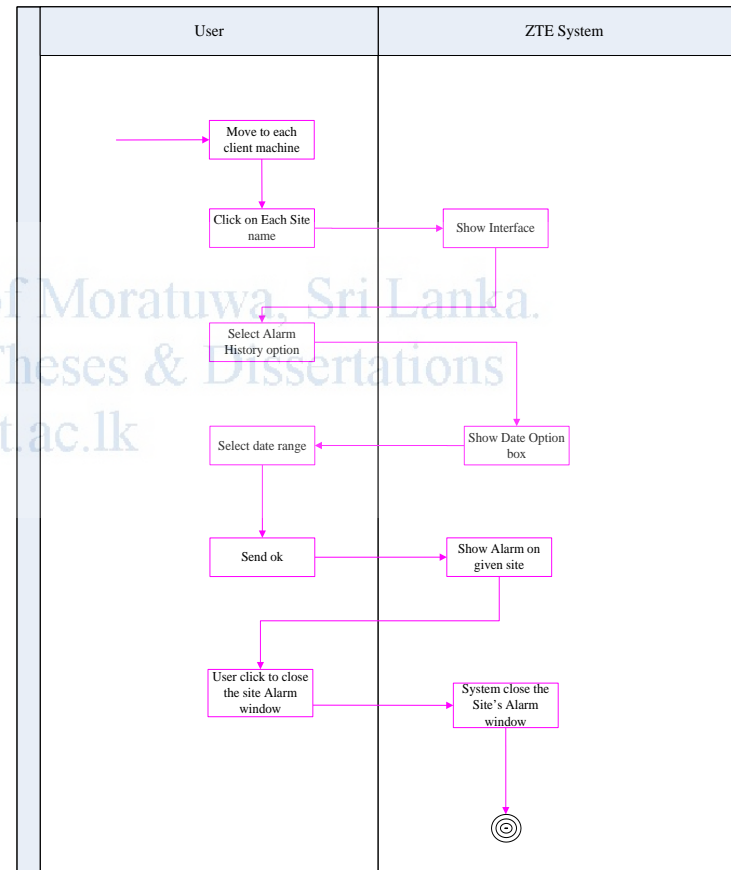 User
ZTE System
Move to each
client machine
Click on Each Site
name
Show Interface
of Moratuwa, Sri Lanka.
Select Alarm
History option
Theses & Dissertations
Show Date Option
box
Select date range
t.ac.lk
Send ok
Show Alarm on
given site
User click to close
the site Alarm
window
System close the
Site's Alarm
window